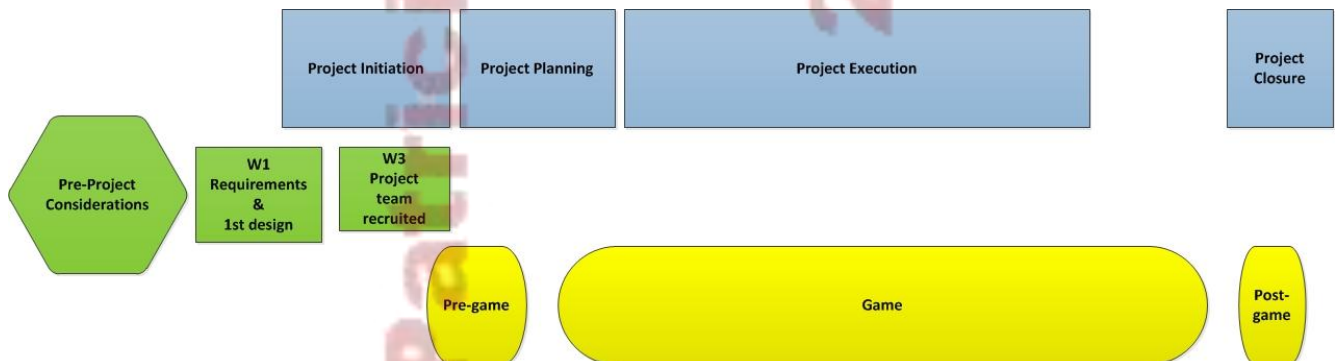 Project Initiation
Project Planning
Project Execution
Project
Closure
Pre-Project
Considerations
W1
Requirements
&
1st design
W3
Project
team
recruited
Pre-game
Game
Post-
game